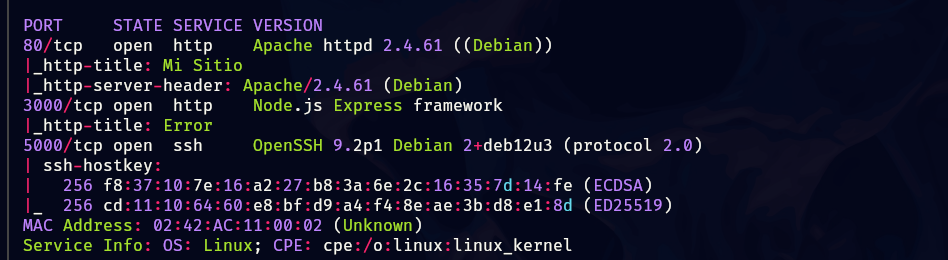 PORT     STATE SERVICE VERSION
80/tcp   open  http    Apache httpd 2.4.61 ((Debian))
|_http-title: Mi Sitio
|_http-server-header: Apache/2.4.61 (Debian)
3000/tcp open  http    Node.js Express framework
|_http-title: Error
5000/tcp open  ssh     OpenSSH 9.2p1 Debian 2+deb12u3 (protocol 2.0)
| ssh-hostkey:
|   256 f8:37:10:7e:16:a2:27:b8:3a:6e:2c:16:35:7d:14:fe (ECDSA)
|_  256 cd:11:10:64:60:e8:bf:d9:a4:f4:8e:ae:3b:d8:e1:8d (ED25519)
MAC Address: 02:42:AC:11:00:02 (Unknown)
Service Info: OS: Linux; CPE: cpe:/o:linux:linux_kernel